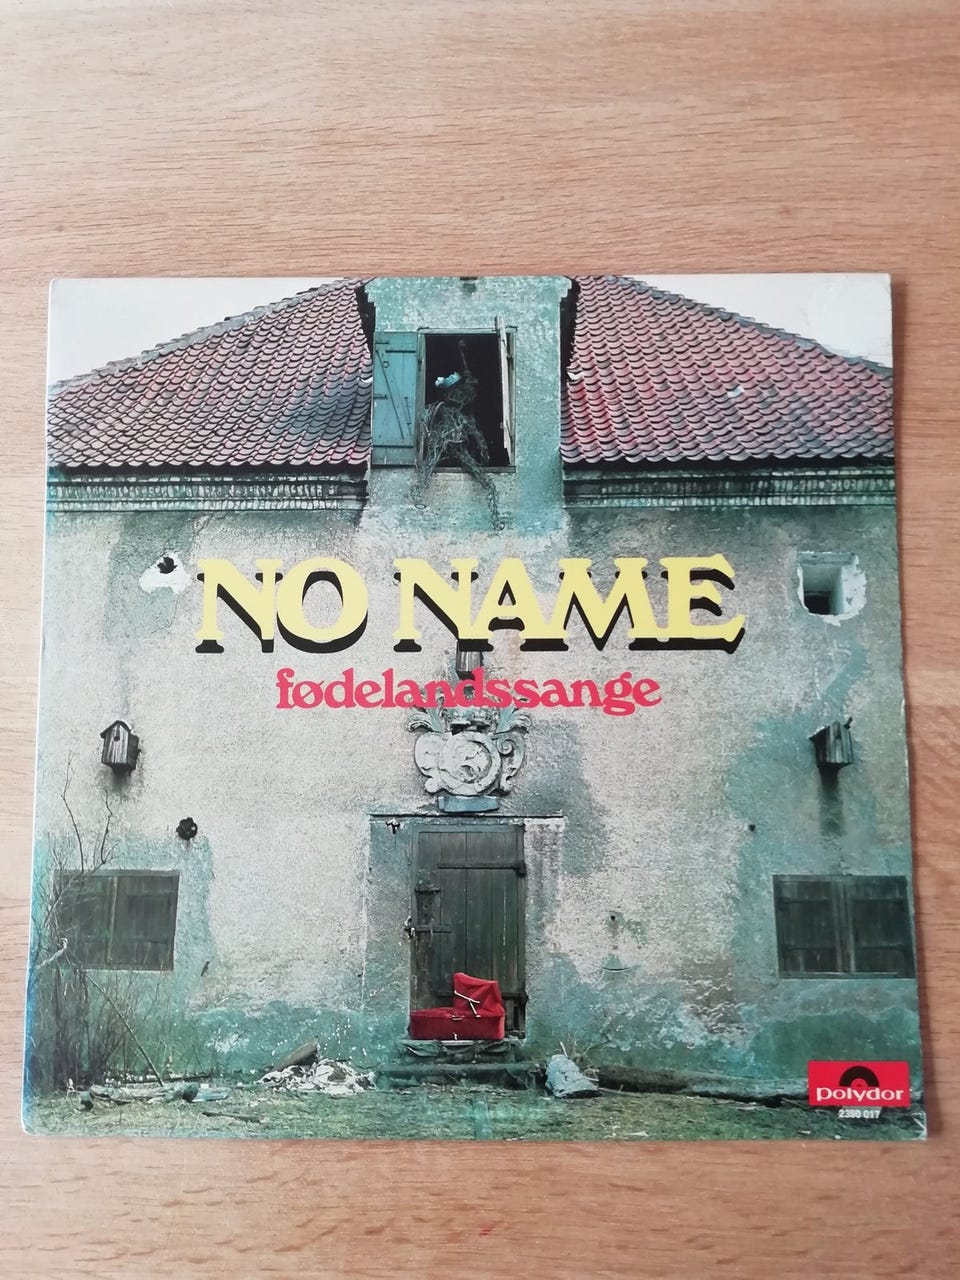 NO NAME
fødelandssange
polydor
2380 017